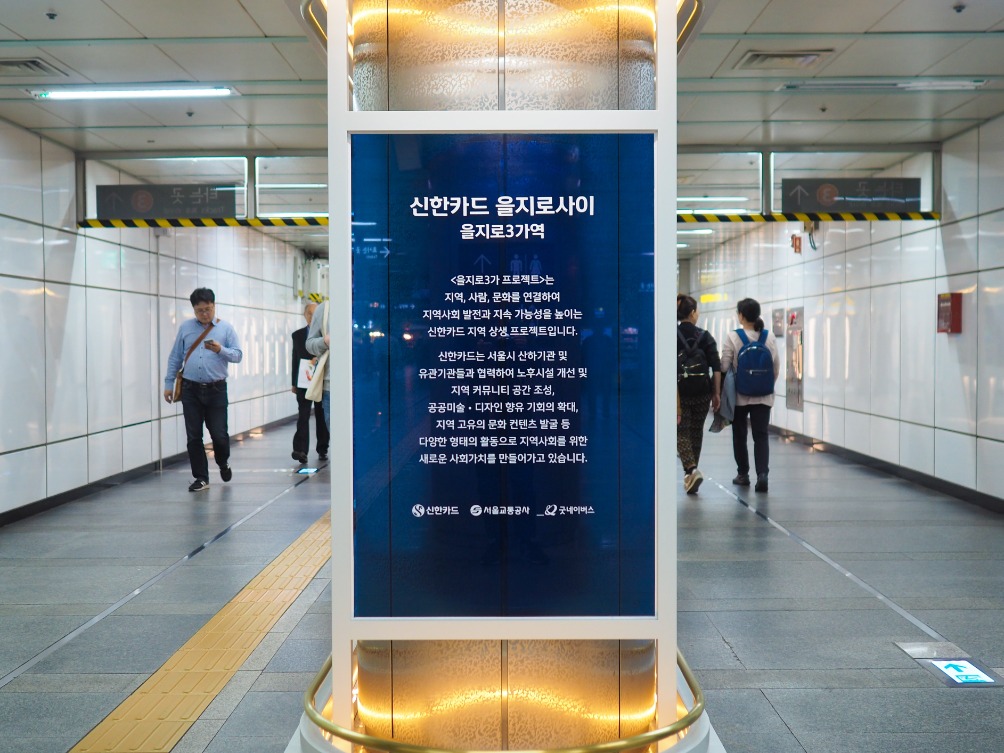 신한카드 을지로사이
을지로3가역
<을지로3가 프로젝트>는
지역, 사람, 문화를 연결하여
지역사회 발전과 지속 가능성을 높이는
신한카드 지역 상생 프로젝트입니다.
신한카드는 서울시 산하기관 및
유관기관들과 협력하여 노후시설 개선 및
지역 커뮤니티 공간 조성,
공공미술・디자인 향유 기회의 확대,
지역 고유의 문화 컨텐츠 발굴 등
다양한 형태의 활동으로 지역사회를 위한
새로운 사회가치를 만들어가고 있습니다.
신한카드 서울교통공사 굿네이버스
타는 곳 2
2 타는 곳